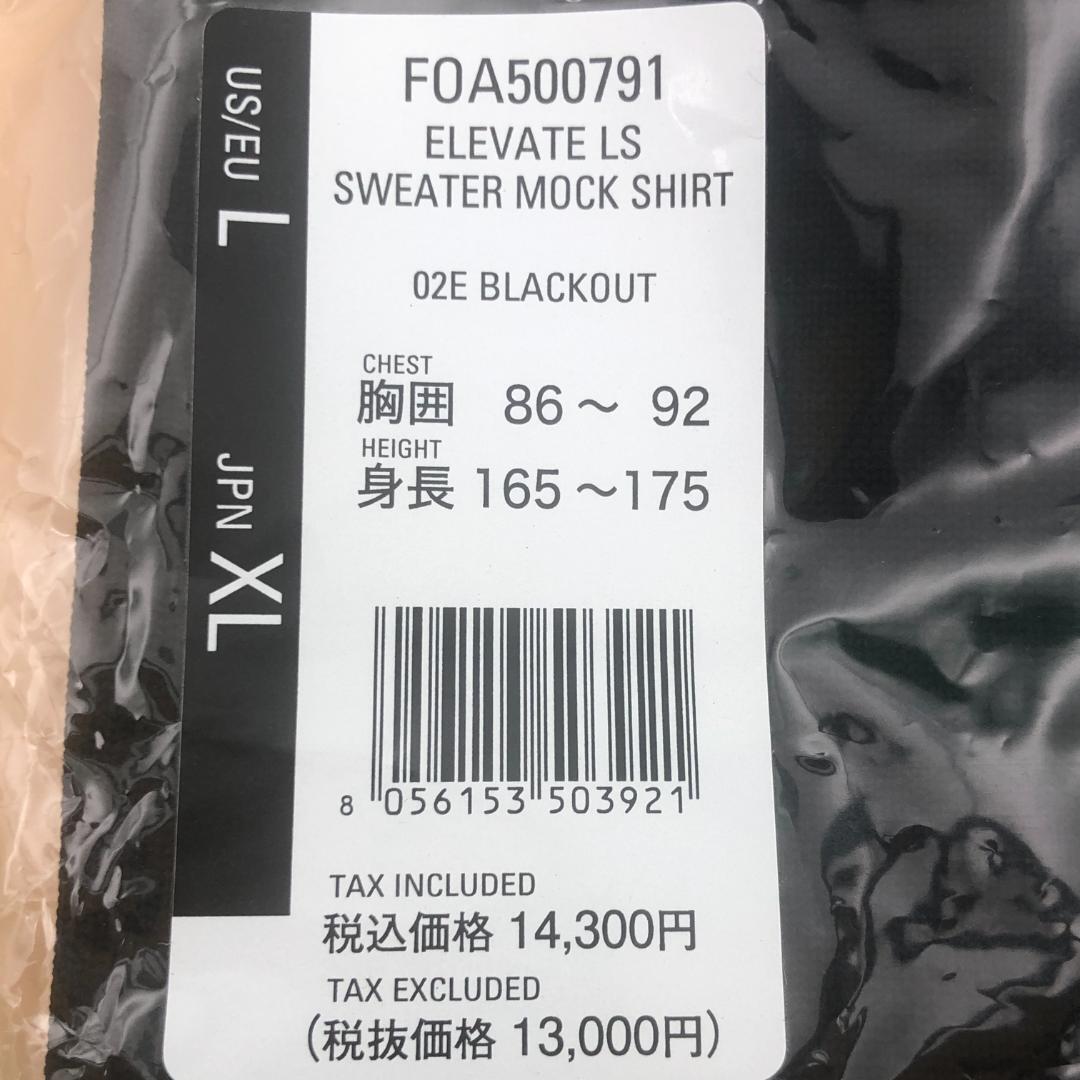 US/EU L
JPN XL
FOA500791
ELEVATE LS
SWEATER MOCK SHIRT
02E BLACKOUT
CHEST
胸囲 86～ 92
HEIGHT
身長 165～175
8 056153 503921
TAX INCLUDED
税込価格 14,300円
TAX EXCLUDED
(税抜価格 13,000円)